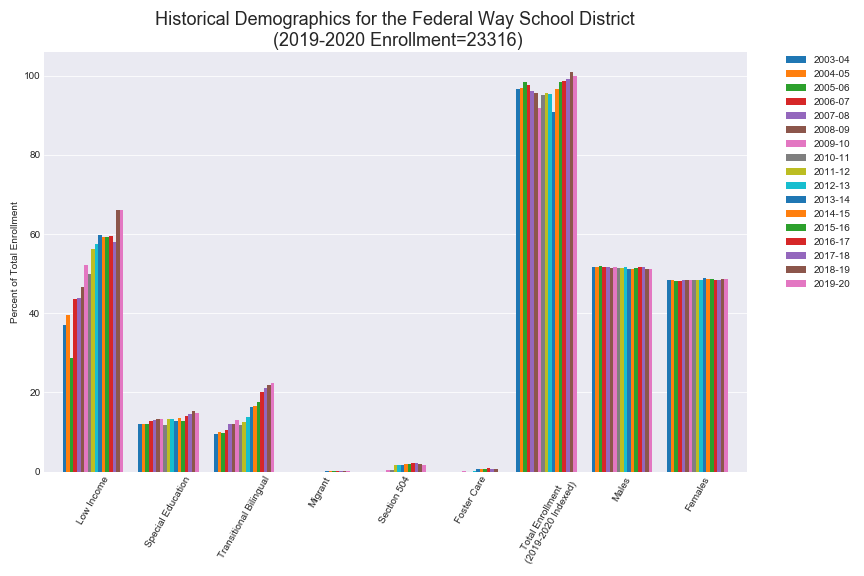 Historical Demographics for the Federal Way School District
(2019-2020 Enrollment=23316)
Percent of Total Enrollment
100
80
60
40
20
0
Low Income
Special Education
Transitional Bilingual
Migrant
Section 504
Foster Care
Total Enrollment
(2019-2020 Indexed)
Males
Females
2003-04
2004-05
2005-06
2006-07
2007-08
2008-09
2009-10
2010-11
2011-12
2012-13
2013-14
2014-15
2015-16
2016-17
2017-18
2018-19
2019-20